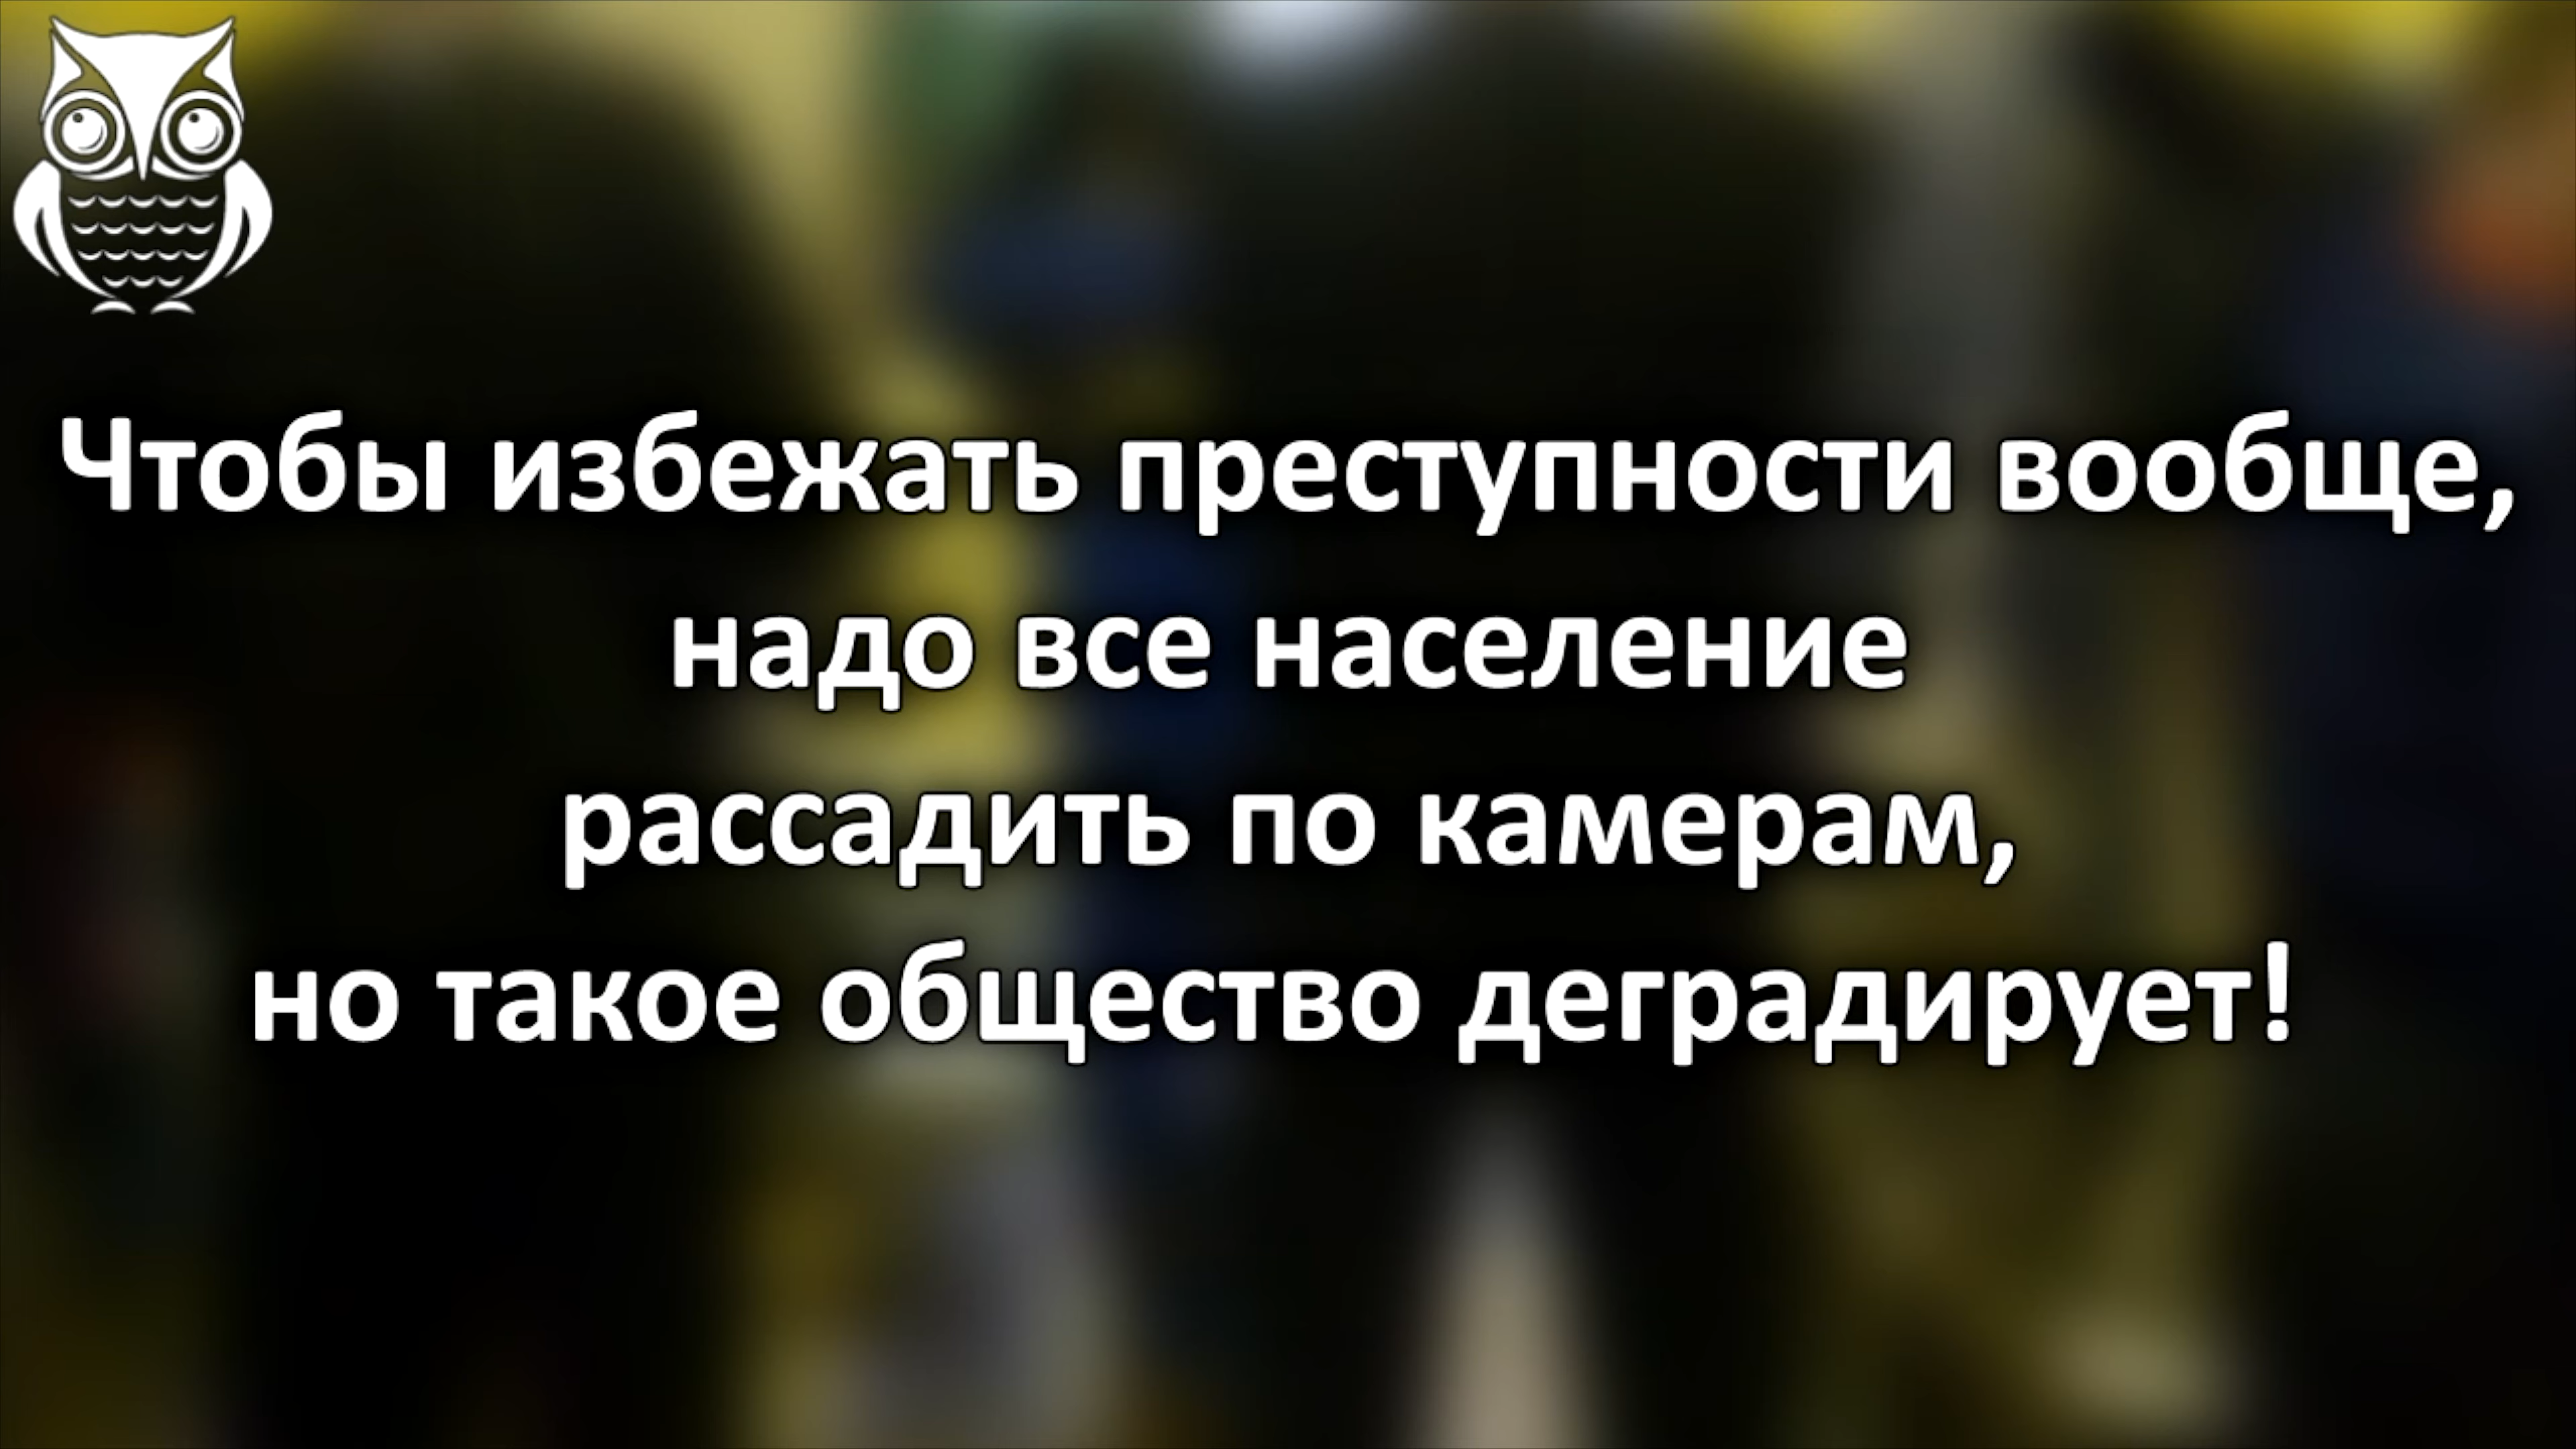 Чтобы избежать преступности вообще,
надо все население
рассадить по камерам,
но такое общество деградирует!